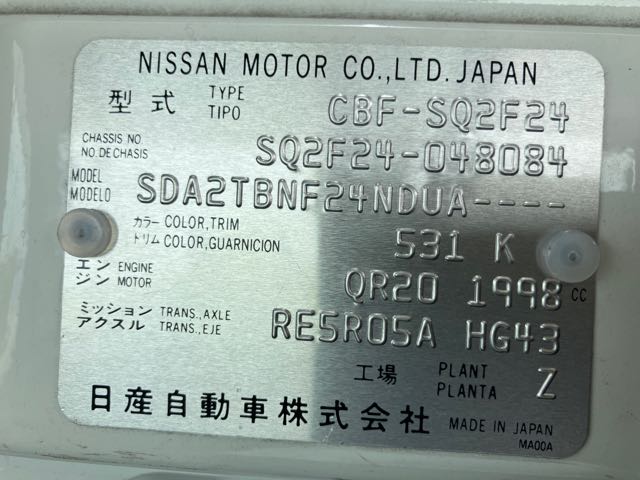 NISSAN MOTOR CO.,LTD. JAPAN
型式 TYPE TIPO CBF-SQ2F24
CHASSIS NO NO.DE CHASIS SQ2F24-048084
MODEL MODELO SDA2TBNF24NDUA----
カラー COLOR,TRIM
トリム COLOR,GUARNICION 531 K
エンジン ENGINE MOTOR QR20 1998 CC
ミッション TRANS.,AXLE
アクスル TRANS.,EJE RE5R05A HG43
工場 PLANT PLANTA Z
日産自動車株式会社 MADE IN JAPAN
MA00A